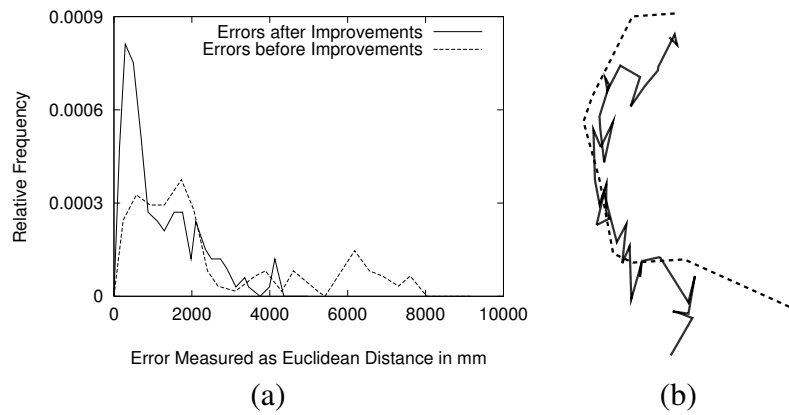 0.0009
Errors after Improvements
Errors before Improvements
0.0006
Relative Frequency
0.0003
0
0 2000 4000 6000 8000 10000
Error Measured as Euclidean Distance in mm
(a) (b)